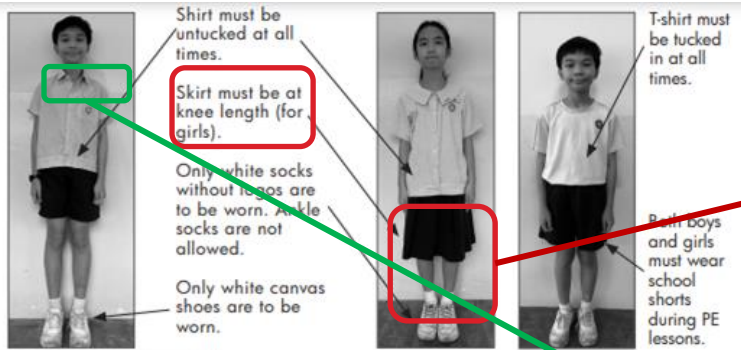 Shirt must be
untucked at all
times.
Skirt must be at
knee length (for
girls).
Only white socks
without logos are
to be worn. Ankle
socks are not
allowed.
Only white canvas
shoes are to be
worn.
T-shirt must
be tucked
in at all
times.
Both boys
and girls
must wear
school
shorts
during PE
lessons.